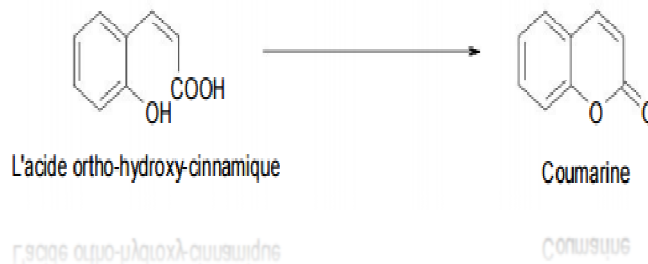 COOH
OH
O
O
L'acide ortho-hydroxy-cinnamique
Coumarine